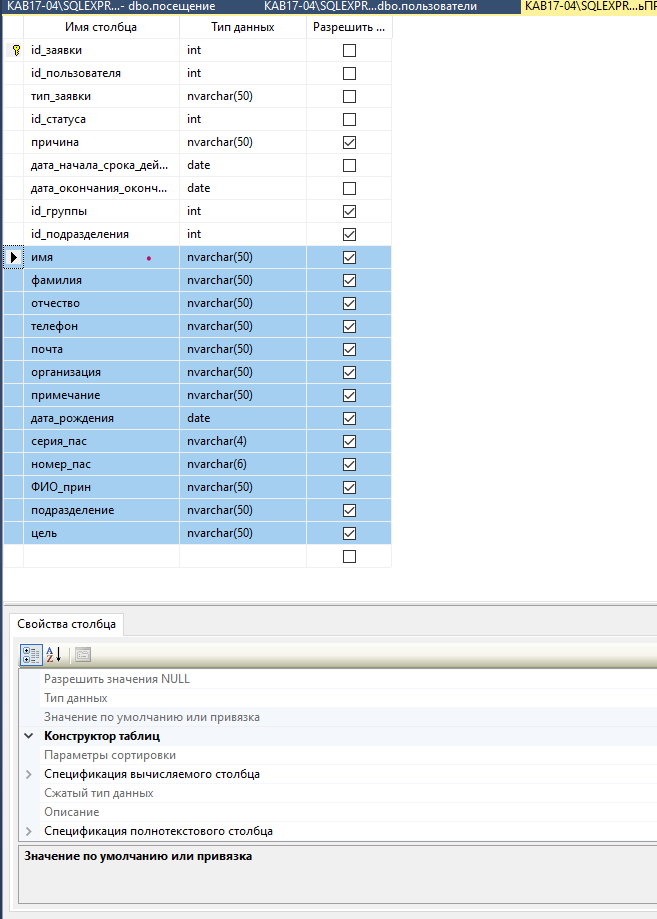 KAB17-04\SQLEXPR...- dbo.посещение KAB17-04\SQLEXPR...dbo.пользователи KAB17-04\SQLEXPR...ьПР
Имя столбца Тип данных Разрешить ...
id_заявки int
id_пользователя int
тип_заявки nvarchar(50)
id_статуса int
причина nvarchar(50)
дата_начала_срока_дей... date
дата_окончания_оконч... date
id_группы int
id_подразделения int
имя nvarchar(50)
фамилия nvarchar(50)
отчество nvarchar(50)
телефон nvarchar(50)
почта nvarchar(50)
организация nvarchar(50)
примечание nvarchar(50)
дата_рождения date
серия_пас nvarchar(4)
номер_пас nvarchar(6)
ФИО_прин nvarchar(50)
подразделение nvarchar(50)
цель nvarchar(50)
Свойства столбца
Разрешить значения NULL
Тип данных
Значение по умолчанию или привязка
Конструктор таблиц
Параметры сортировки
Спецификация вычисляемого столбца
Сжатый тип данных
Описание
Спецификация полнотекстового столбца
Значение по умолчанию или привязка